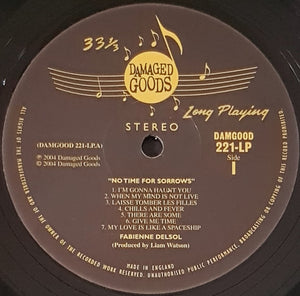 33⅓
DAMAGED
GOODS
Long Playing
STEREO
DAMGOOD
221-LP
Side
1
(DAMGOOD 221-LP.A)
℗ 2004 Damaged Goods
© 2004 Damaged Goods
"NO TIME FOR SORROWS"
1. I'M GONNA HAUNT YOU
2. WHEN MY MIND IS NOT LIVE
3. LAISSE TOMBER LES FILLES
4. CHILLS AND FEVER
5. THERE ARE SOME
6. GIVE ME TIME
7. MY LOVE IS LIKE A SPACESHIP
FABIENNE DELSOL
(Produced by Liam Watson)
MADE IN ENGLAND
ALL RIGHTS OF THE MANUFACTURER AND OF THE OWNER OF THE RECORDED WORK RESERVED. UNAUTHORISED PUBLIC PERFORMANCE, BROADCASTING OR COPYING OF THIS RECORD PROHIBITED.